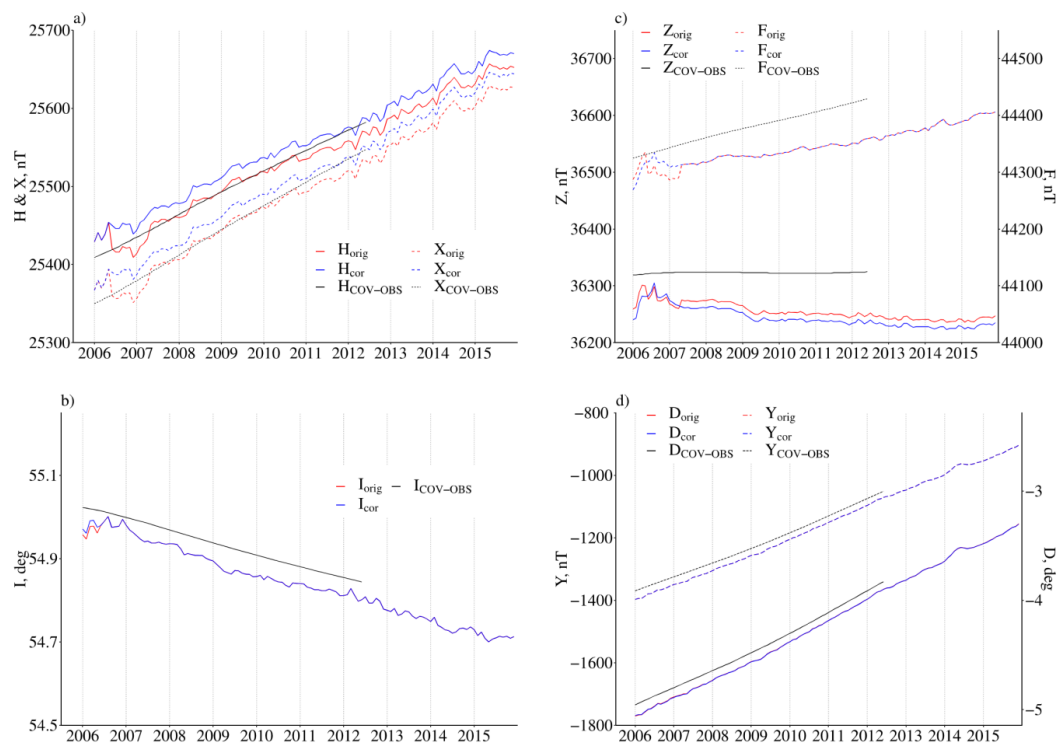 a)
25700
25600
25500
25400
25300
H & X, nT
H_orig X_orig
H_cor X_cor
H_COV−OBS X_COV−OBS
2006 2007 2008 2009 2010 2011 2012 2013 2014 2015
c)
Z_orig F_orig
Z_cor F_cor
Z_COV−OBS F_COV−OBS
36700
36600
36500
36400
36300
36200
Z, nT
44500
44400
44300
44200
44100
44000
F, nT
2006 2007 2008 2009 2010 2011 2012 2013 2014 2015
b)
55.1
54.9
54.7
54.5
I, deg
I_orig I_COV−OBS
I_cor
2006 2007 2008 2009 2010 2011 2012 2013 2014 2015
d)
D_orig Y_orig
D_cor Y_cor
D_COV−OBS Y_COV−OBS
−800
−1000
−1200
−1400
−1600
−1800
Y, nT
−3
−4
−5
D, deg
2006 2007 2008 2009 2010 2011 2012 2013 2014 2015